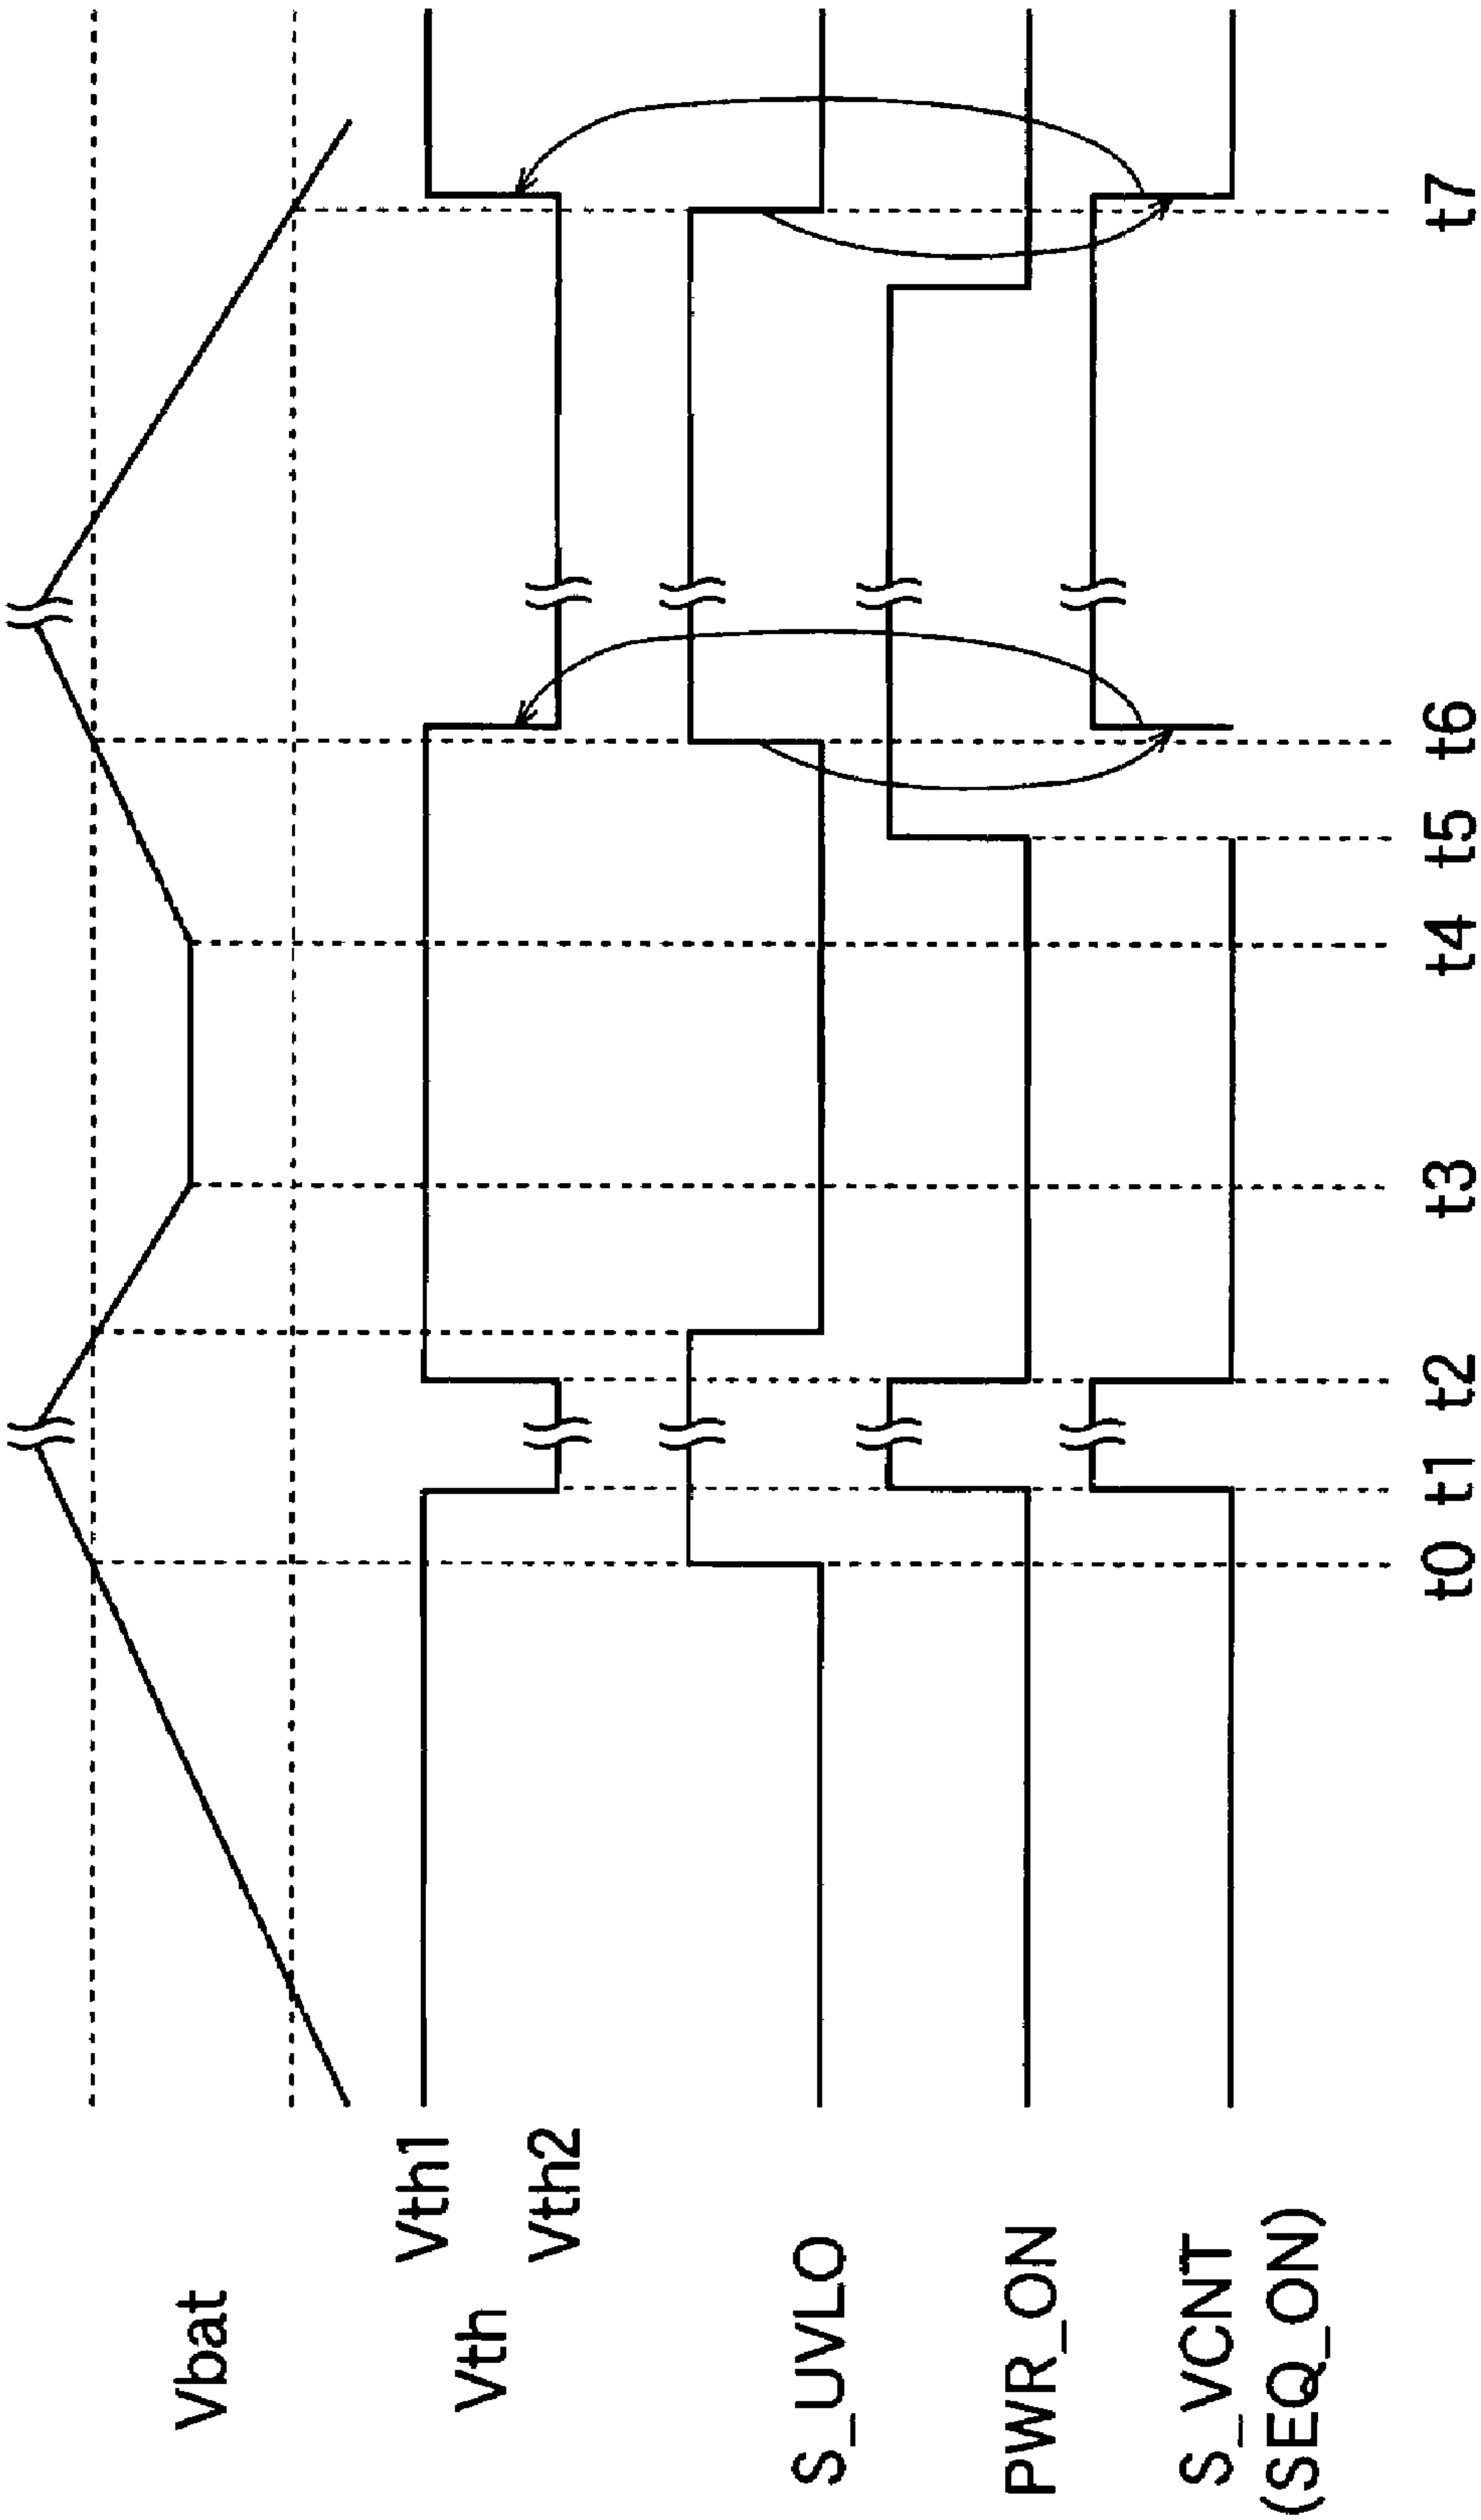 Vbat
Vth1
Vth
Vth2
S_UVLO
PWR_ON
S_VCNT
(SEQ_ON)
t0 t1 t2 t3 t4 t5 t6 t7